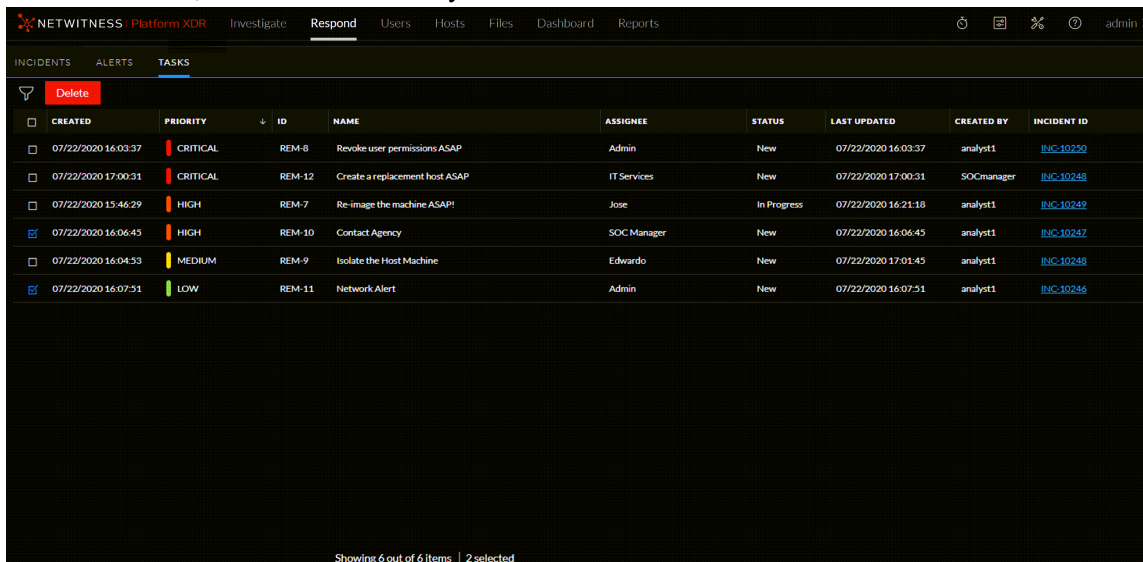 NETWITNESS | Platform XDR Investigate Respond Users Hosts Files Dashboard Reports admin
INCIDENTS ALERTS TASKS
Delete
CREATED PRIORITY ↓ ID NAME ASSIGNEE STATUS LAST UPDATED CREATED BY INCIDENT ID
07/22/2020 16:03:37 CRITICAL REM-8 Revoke user permissions ASAP Admin New 07/22/2020 16:03:37 analyst1 INC-10250
07/22/2020 17:00:31 CRITICAL REM-12 Create a replacement host ASAP IT Services New 07/22/2020 17:00:31 SOCmanager INC-10248
07/22/2020 15:46:29 HIGH REM-7 Re-image the machine ASAP! Jose In Progress 07/22/2020 16:21:18 analyst1 INC-10249
07/22/2020 16:06:45 HIGH REM-10 Contact Agency SOC Manager New 07/22/2020 16:06:45 analyst1 INC-10247
07/22/2020 16:04:53 MEDIUM REM-9 Isolate the Host Machine Edwardo New 07/22/2020 17:01:45 analyst1 INC-10248
07/22/2020 16:07:51 LOW REM-11 Network Alert Admin New 07/22/2020 16:07:51 analyst1 INC-10246
Showing 6 out of 6 items | 2 selected